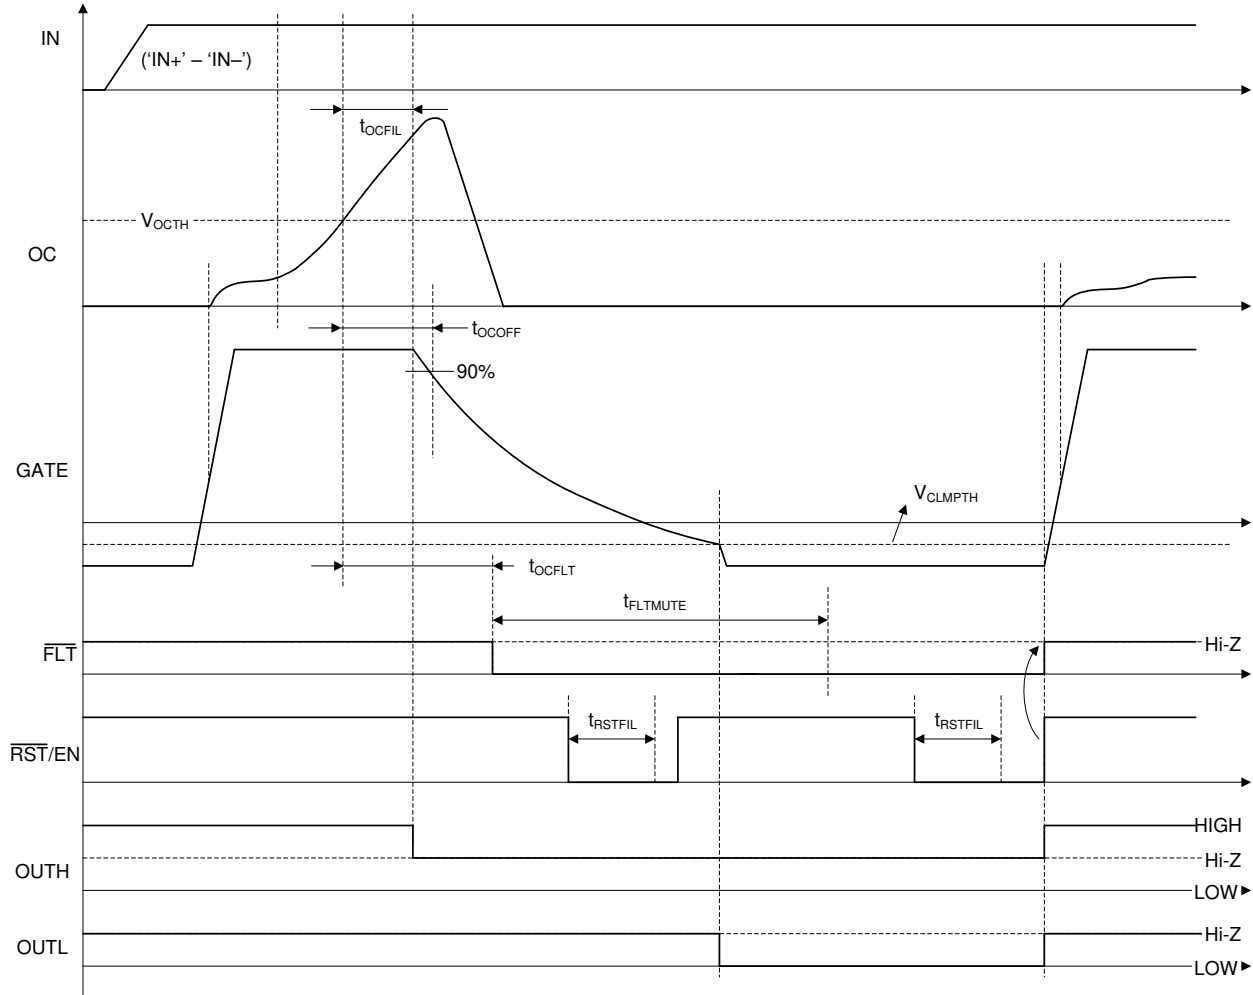 IN
('IN+' – 'IN–')
tOCFIL
VOCTH
OC
tOCOFF
90%
GATE
VCLMPTH
tOCFLT
tFLTMUTE
FLT
Hi-Z
tRSTFIL
tRSTFIL
RST/EN
HIGH
Hi-Z
OUTH
LOW
Hi-Z
OUTL
LOW